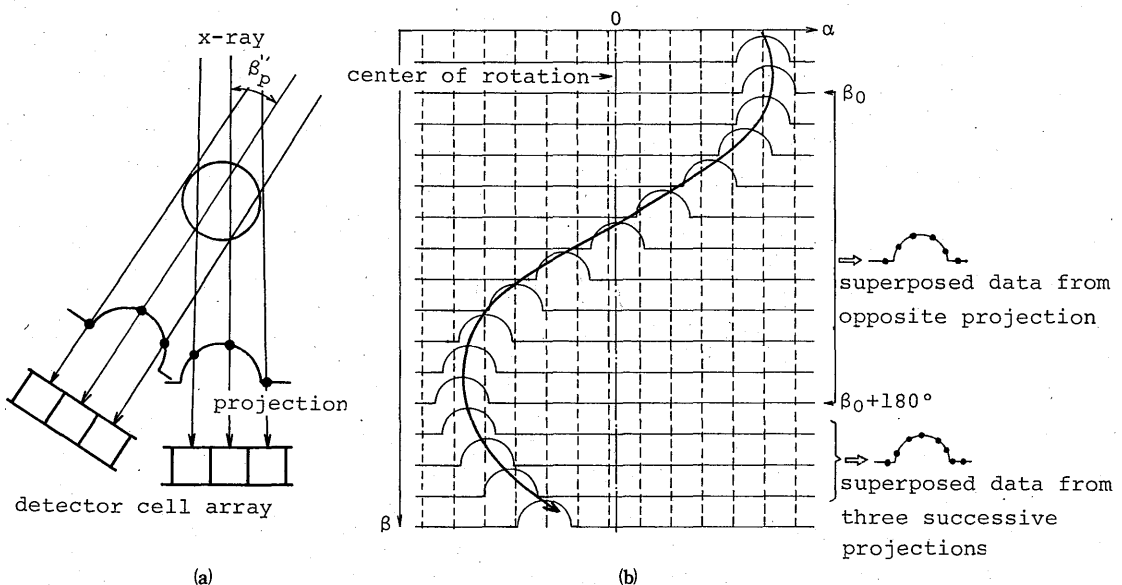 x-ray
β"p
projection
detector cell array
(a)
0
α
center of rotation→
β0
superposed data from
opposite projection
β0+180°
superposed data from
three successive
projections
β
(b)